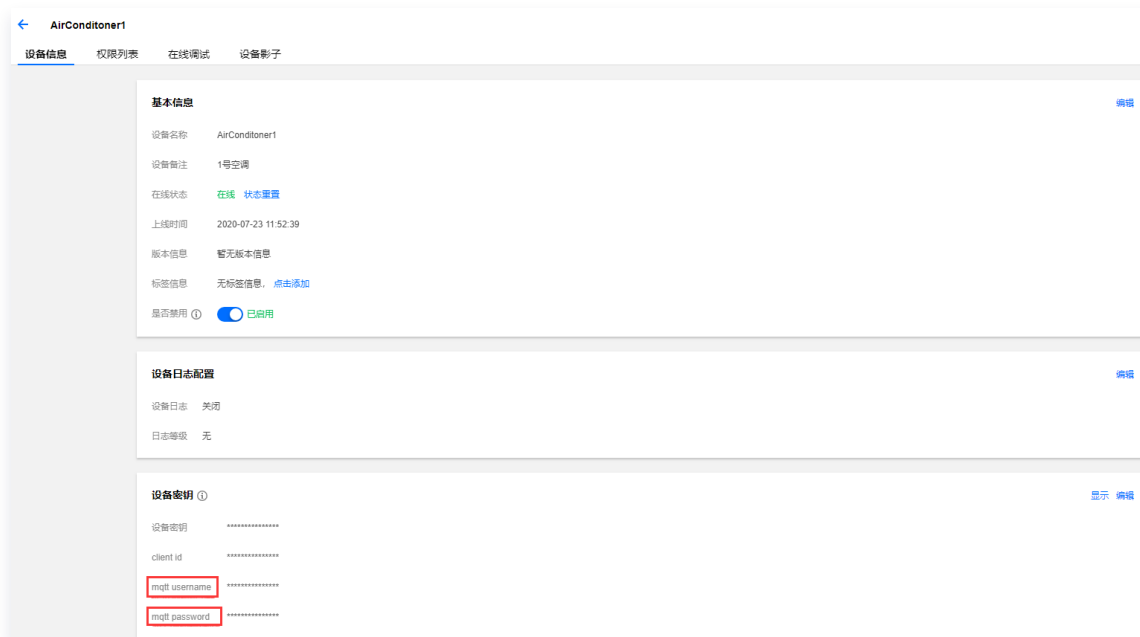 AirConditoner1
设备信息 权限列表 在线调试 设备影子
基本信息 编辑
设备名称 AirConditoner1
设备备注 1号空调
在线状态 在线 状态重置
上线时间 2020-07-23 11:52:39
版本信息 暂无版本信息
标签信息 无标签信息， 点击添加
是否禁用 已启用
设备日志配置 编辑
设备日志 关闭
日志等级 无
设备密钥 显示 编辑
设备密钥 **************
client id **************
mqtt username **************
mqtt password **************